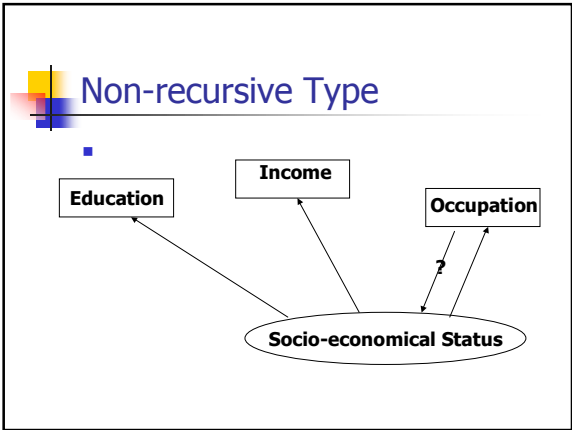 Non-recursive Type
Income
Education
Occupation
?
Socio-economical Status